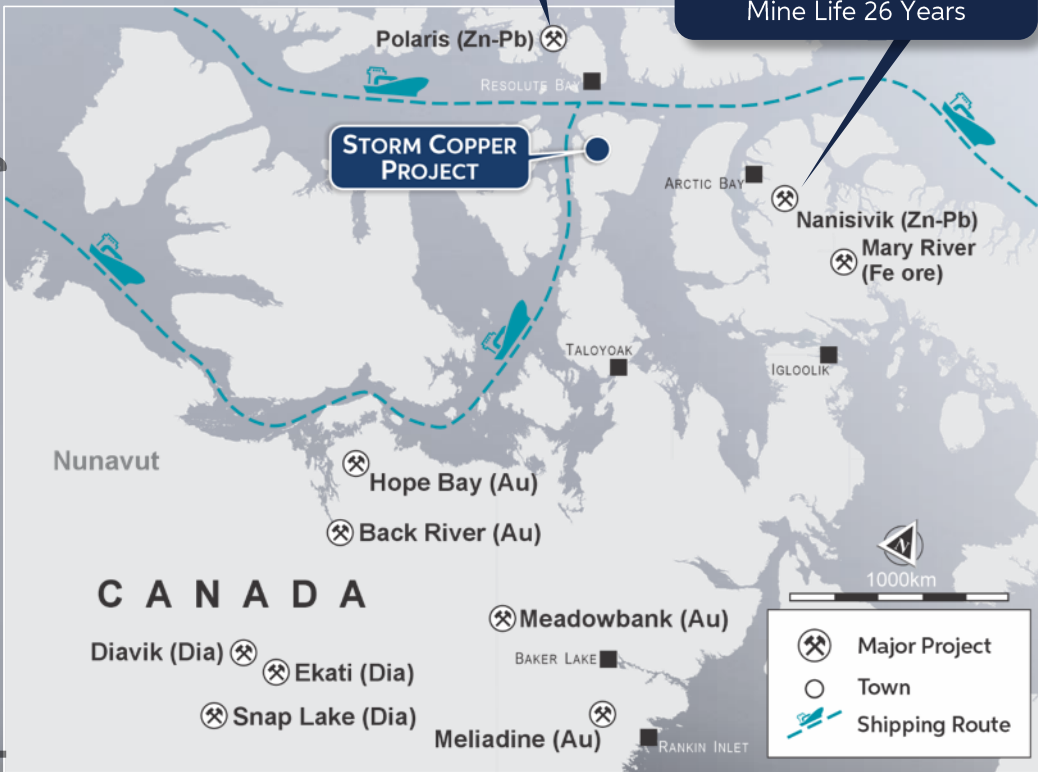 Mine Life 26 Years
Polaris (Zn-Pb)
RESOLUTE BAY
STORM COPPER
PROJECT
ARCTIC BAY
Nanisivik (Zn-Pb)
Mary River
(Fe ore)
TALOYOAK
IGLOOLIK
Nunavut
Hope Bay (Au)
Back River (Au)
N
1000km
CANADA
Meadowbank (Au)
Diavik (Dia)
BAKER LAKE
Ekati (Dia)
Snap Lake (Dia)
Meliadine (Au)
RANKIN INLET
Major Project
Town
Shipping Route